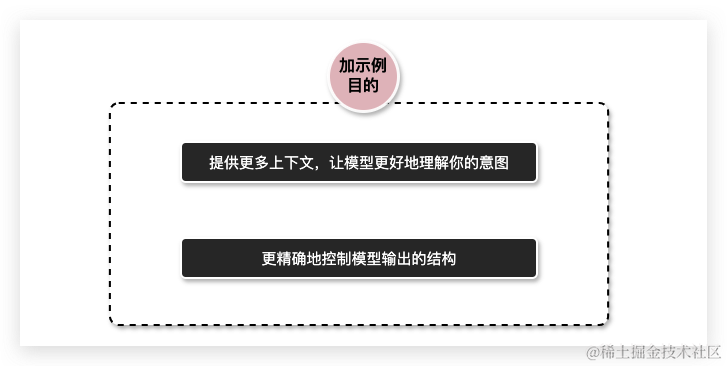 加示例
目的
提供更多上下文，让模型更好地理解你的意图
更精确地控制模型输出的结构
@稀土掘金技术社区